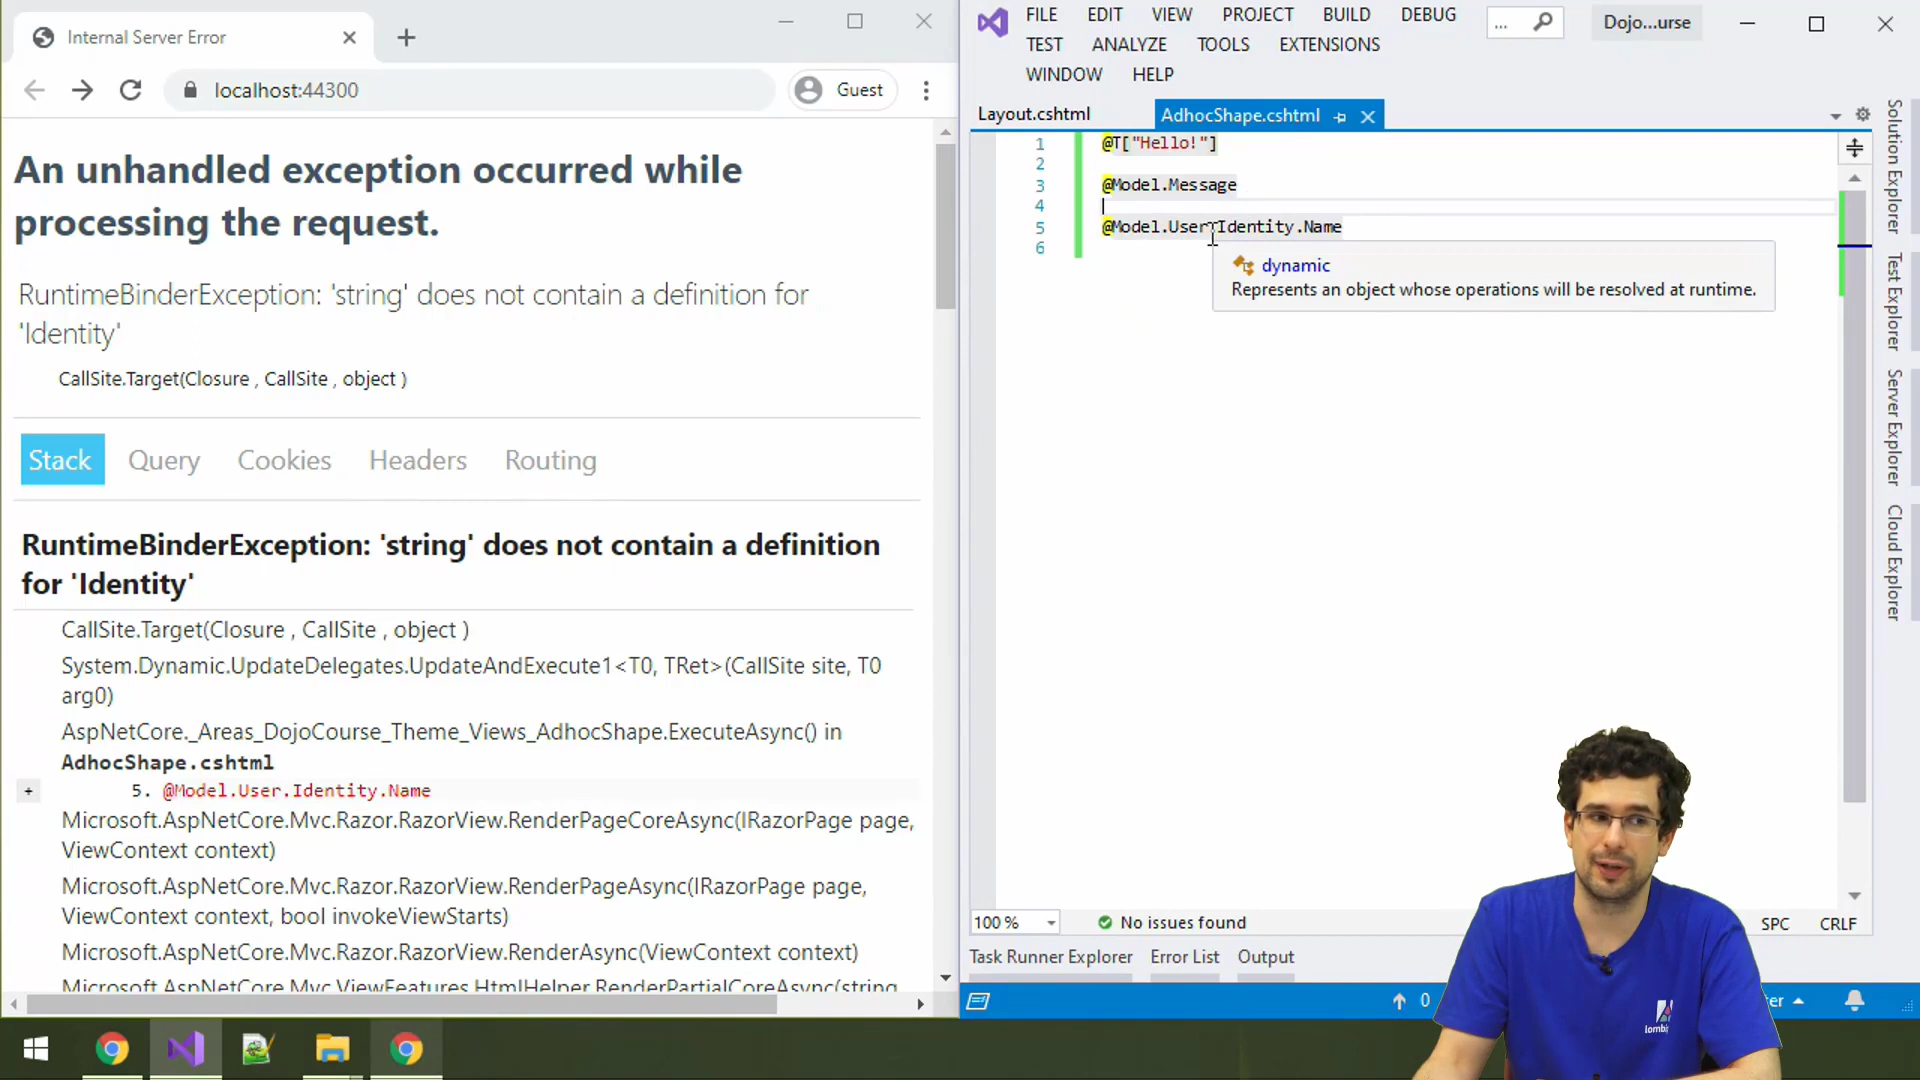 Internal Server Error
localhost:44300
Guest
An unhandled exception occurred while
processing the request.
RuntimeBinderException: 'string' does not contain a definition for
'Identity'
CallSite.Target(Closure , CallSite , object )
Stack
Query
Cookies
Headers
Routing
RuntimeBinderException: 'string' does not contain a definition
for 'Identity'
CallSite.Target(Closure , CallSite , object )
System.Dynamic.UpdateDelegates.UpdateAndExecute1<T0, TRet>(CallSite site, T0
arg0)
AspNetCore._Areas_DojoCourse_Theme_Views_AdhocShape.ExecuteAsync() in
AdhocShape.cshtml
+ 5. @Model.User.Identity.Name
Microsoft.AspNetCore.Mvc.Razor.RazorView.RenderPageCoreAsync(IRazorPage page,
ViewContext context)
Microsoft.AspNetCore.Mvc.Razor.RazorView.RenderPageAsync(IRazorPage page,
ViewContext context, bool invokeViewStarts)
Microsoft.AspNetCore.Mvc.Razor.RazorView.RenderAsync(ViewContext context)
Microsoft.AspNetCore.Mvc.ViewFeatures.HtmlHelper.RenderPartialCoreAsync(string
FILE EDIT VIEW PROJECT BUILD DEBUG
TEST ANALYZE TOOLS EXTENSIONS
WINDOW HELP
...
Dojo...urse
Layout.cshtml
AdhocShape.cshtml
1 @T["Hello!"]
2
3 @Model.Message
4
5 @Model.User.Identity.Name
6
dynamic
Represents an object whose operations will be resolved at runtime.
Solution Explorer
Test Explorer
Server Explorer
Cloud Explorer
100 %
No issues found
SPC
CRLF
Task Runner Explorer
Error List
Output
0